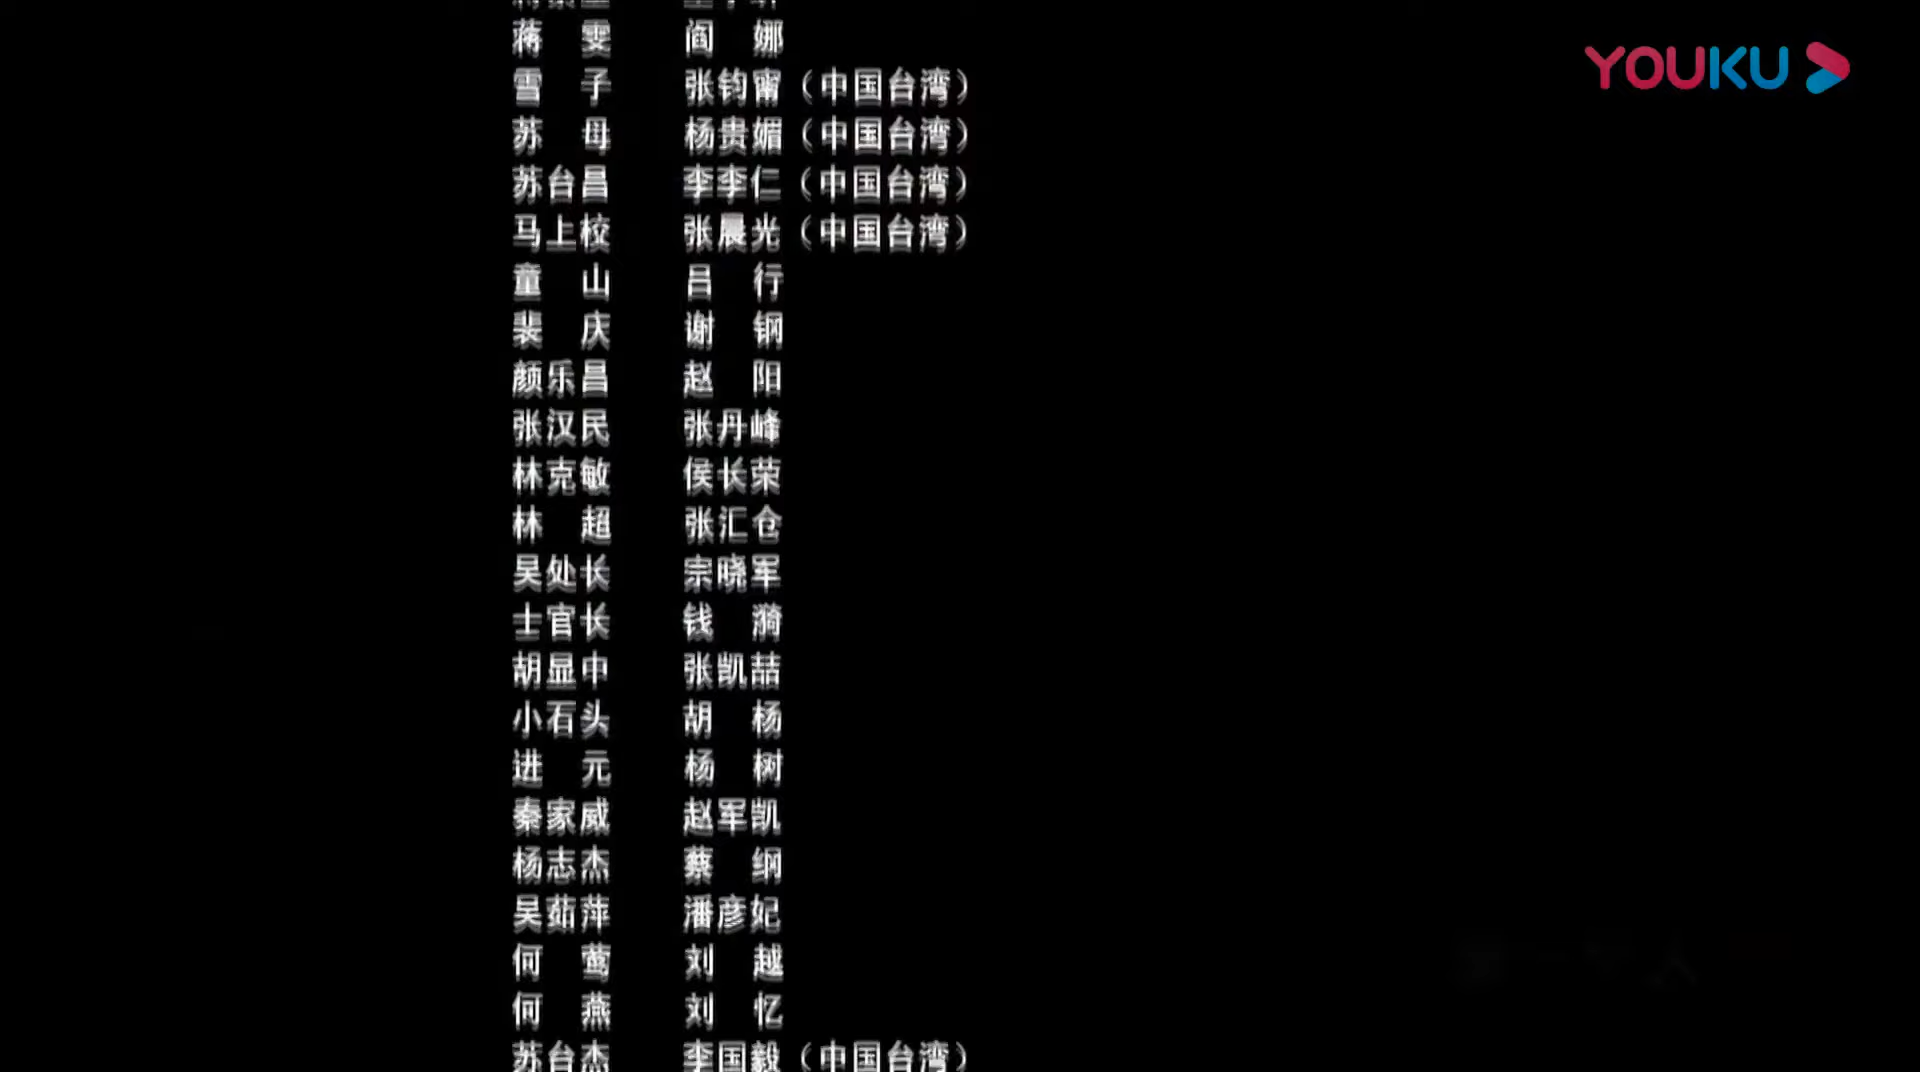 YOUKU
蒋 雯 阎 娜
雪 子 张钧甯（中国台湾）
苏 母 杨贵媚（中国台湾）
苏台昌 李李仁（中国台湾）
马上校 张晨光（中国台湾）
童 山 吕 行
裴 庆 谢 钢
颜乐昌 赵 阳
张汉民 张丹峰
林克敏 侯长荣
林 超 张汇仓
吴处长 宗晓军
士官长 钱 漪
胡显中 张凯喆
小石头 胡 杨
进 元 杨 树
秦家威 赵军凯
杨志杰 蔡 纲
吴茹萍 潘彦妃
何 莺 刘 越
何 燕 刘 忆
苏台杰 李国毅（中国台湾）